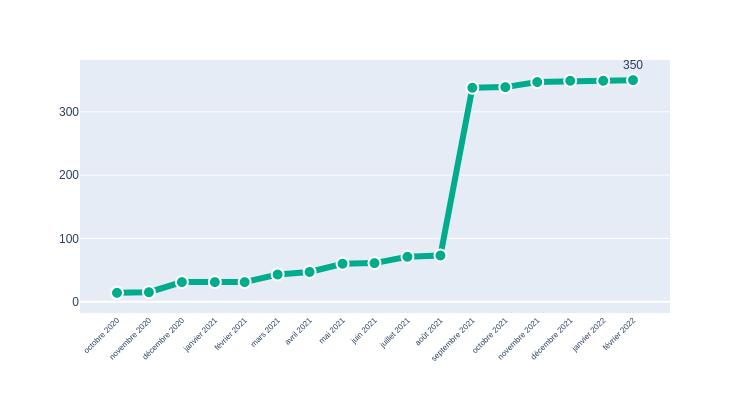 350
300
200
100
0
octobre 2020
novembre 2020
décembre 2020
janvier 2021
février 2021
mars 2021
avril 2021
mai 2021
juin 2021
juillet 2021
août 2021
septembre 2021
octobre 2021
novembre 2021
décembre 2021
janvier 2022
février 2022